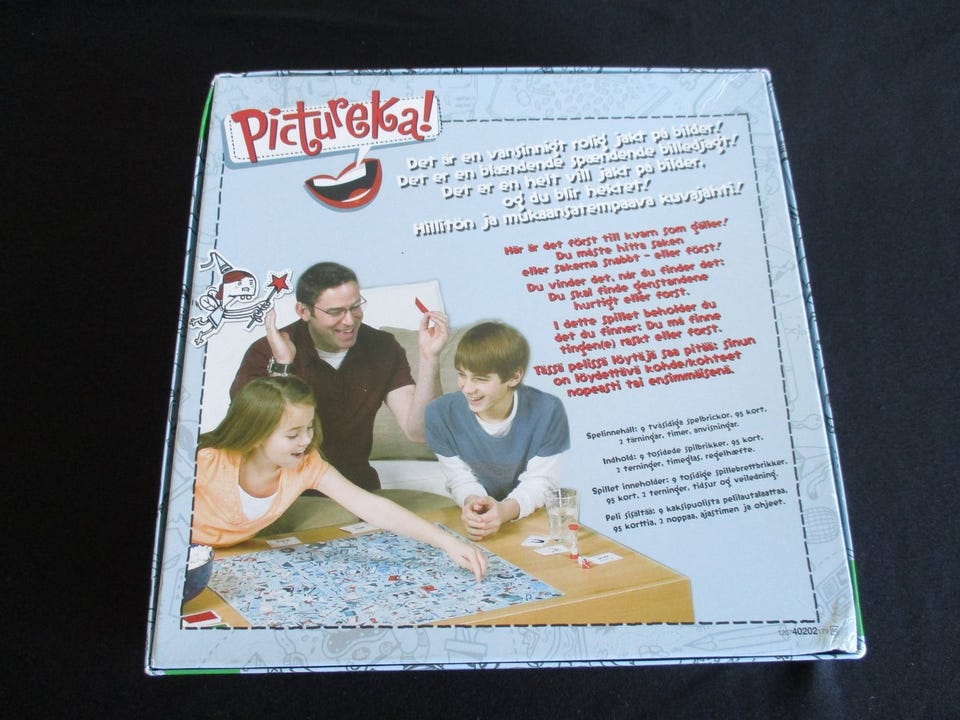 Pictureka!
Det är en vansinnigt rolig jakt på bilder!
Det er en blændende spændende billedjagt!
Det er en helt vill jakt på bilder,
og du blir hekret!
Hillitön ja mukaansatempaava kuvajahti!
Här är det först till kvarn som gäller!
Du måste hitta saken
eller sakerna snabbt - eller först!
Du vinder det, når du finder det:
Du skal finde genstandene
hurtigt eller først.
I dette spillet beholder du
det du finner: Du må finne
tingen(e) raskt eller først.
Tässä pelissä löytäjä saa pitää: sinun
on löydettävä kohde/kohteet
nopeasti tai ensimmäisenä.
Spelinnehåll: 9 tvåsidiga spelbrickor, 95 kort,
2 tärningar, timer, anvisningar.
Indhold: 9 tosidede spilbrikker, 95 kort,
2 terninger, timeglas, regelhæfte.
Spillet inneholder: 9 tosidige spillebrettbrikker,
95 kort, 2 terninger, tidsur og veiledning.
Peli sisältää: 9 kaksipuolista pelilautalaattaa,
95 korttia, 2 noppaa, ajastimen ja ohjeet.
120740202179